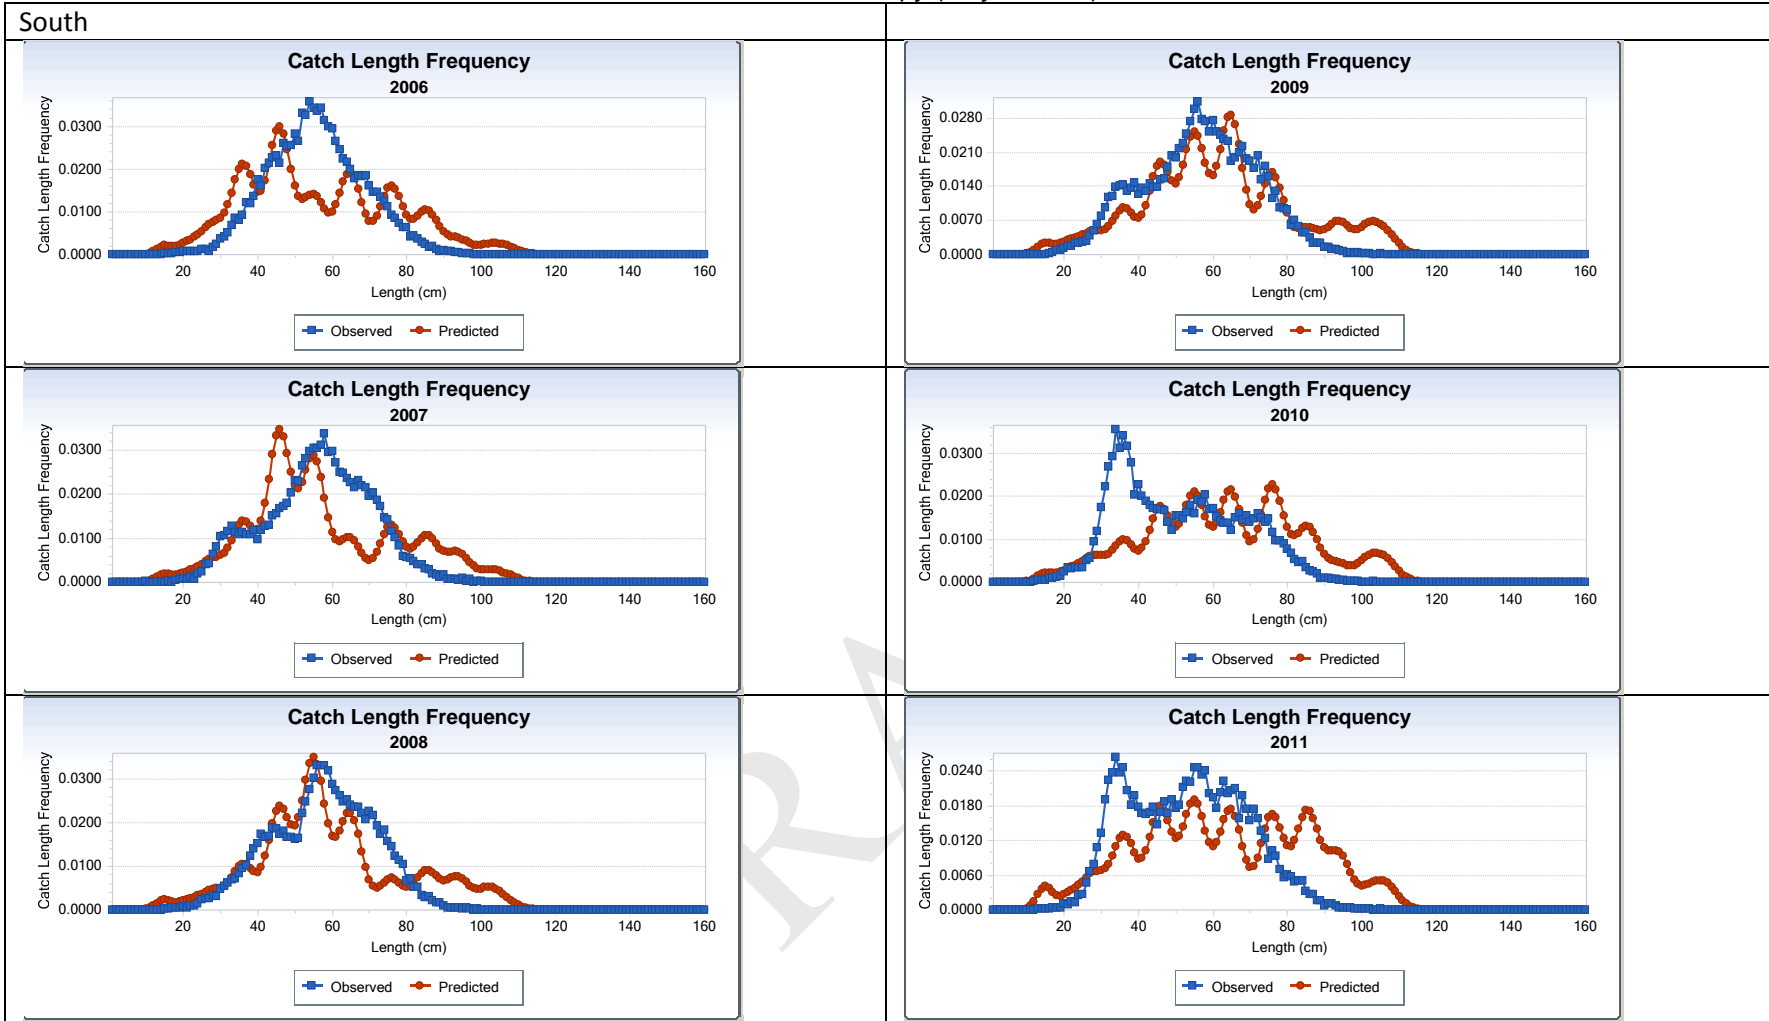 South
Catch Length Frequency
2006
Catch Length Frequency
0.0300
0.0200
0.0100
0.0000
20 40 60 80 100 120 140 160
Length (cm)
Observed Predicted
Catch Length Frequency
2009
Catch Length Frequency
0.0280
0.0210
0.0140
0.0070
0.0000
20 40 60 80 100 120 140 160
Length (cm)
Observed Predicted
Catch Length Frequency
2007
Catch Length Frequency
0.0300
0.0200
0.0100
0.0000
20 40 60 80 100 120 140 160
Length (cm)
Observed Predicted
Catch Length Frequency
2010
Catch Length Frequency
0.0300
0.0200
0.0100
0.0000
20 40 60 80 100 120 140 160
Length (cm)
Observed Predicted
Catch Length Frequency
2008
Catch Length Frequency
0.0300
0.0200
0.0100
0.0000
20 40 60 80 100 120 140 160
Length (cm)
Observed Predicted
Catch Length Frequency
2011
Catch Length Frequency
0.0240
0.0180
0.0120
0.0060
0.0000
20 40 60 80 100 120 140 160
Length (cm)
Observed Predicted